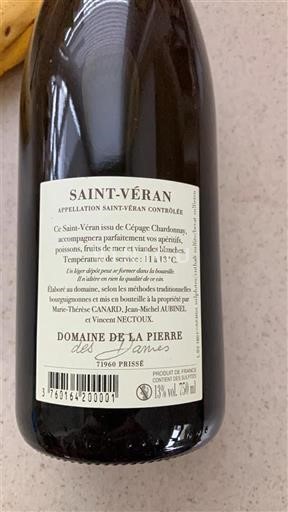 SAINT-VÉRAN
APPELLATION SAINT-VÉRAN CONTRÔLÉE
Ce Saint-Véran issu de Cépage Chardonnay,
accompagnera parfaitement vos apéritifs,
poissons, fruits de mer et viandes blanches.
Température de service : 11 à 13°C.
Un léger dépôt peut se former dans la bouteille.
Il n'altère en rien la qualité de ce vin.
Élaboré au domaine, selon les méthodes traditionnelles
bourguignonnes et mis en bouteille à la propriété par
Marie-Thérèse CANARD, Jean-Michel AUBINEL
et Vincent NECTOUX.
DOMAINE DE LA PIERRE
des Dames
71960 PRISSÉ
3 760164 200001
PRODUIT DE FRANCE
CONTIENT DES SULFITES
13% vol. 750 ml